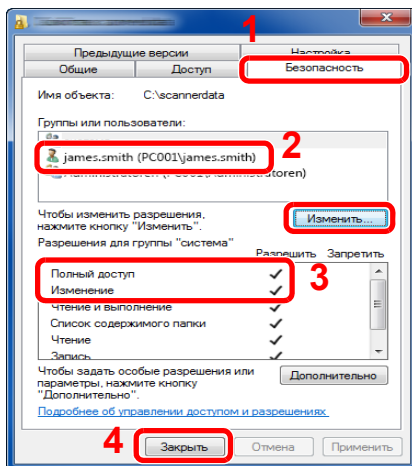 1
Предыдущие версии
Настройка
Общие
Доступ
Безопасность
Имя объекта: C:\scannerdata
Группы или пользователи:
james.smith (PC001\james.smith)
2
Чтобы изменить разрешения,
нажмите кнопку "Изменить".
Изменить...
Разрешения для группы "система"
Разрешить Запретить
Полный доступ
Изменение
3
Чтение и выполнение
Список содержимого папки
Чтение
Запись
Чтобы задать особые разрешения или
параметры, нажмите кнопку
"Дополнительно".
Дополнительно
Подробнее об управлении доступом и разрешениях
4
Закрыть
Отмена
Применить